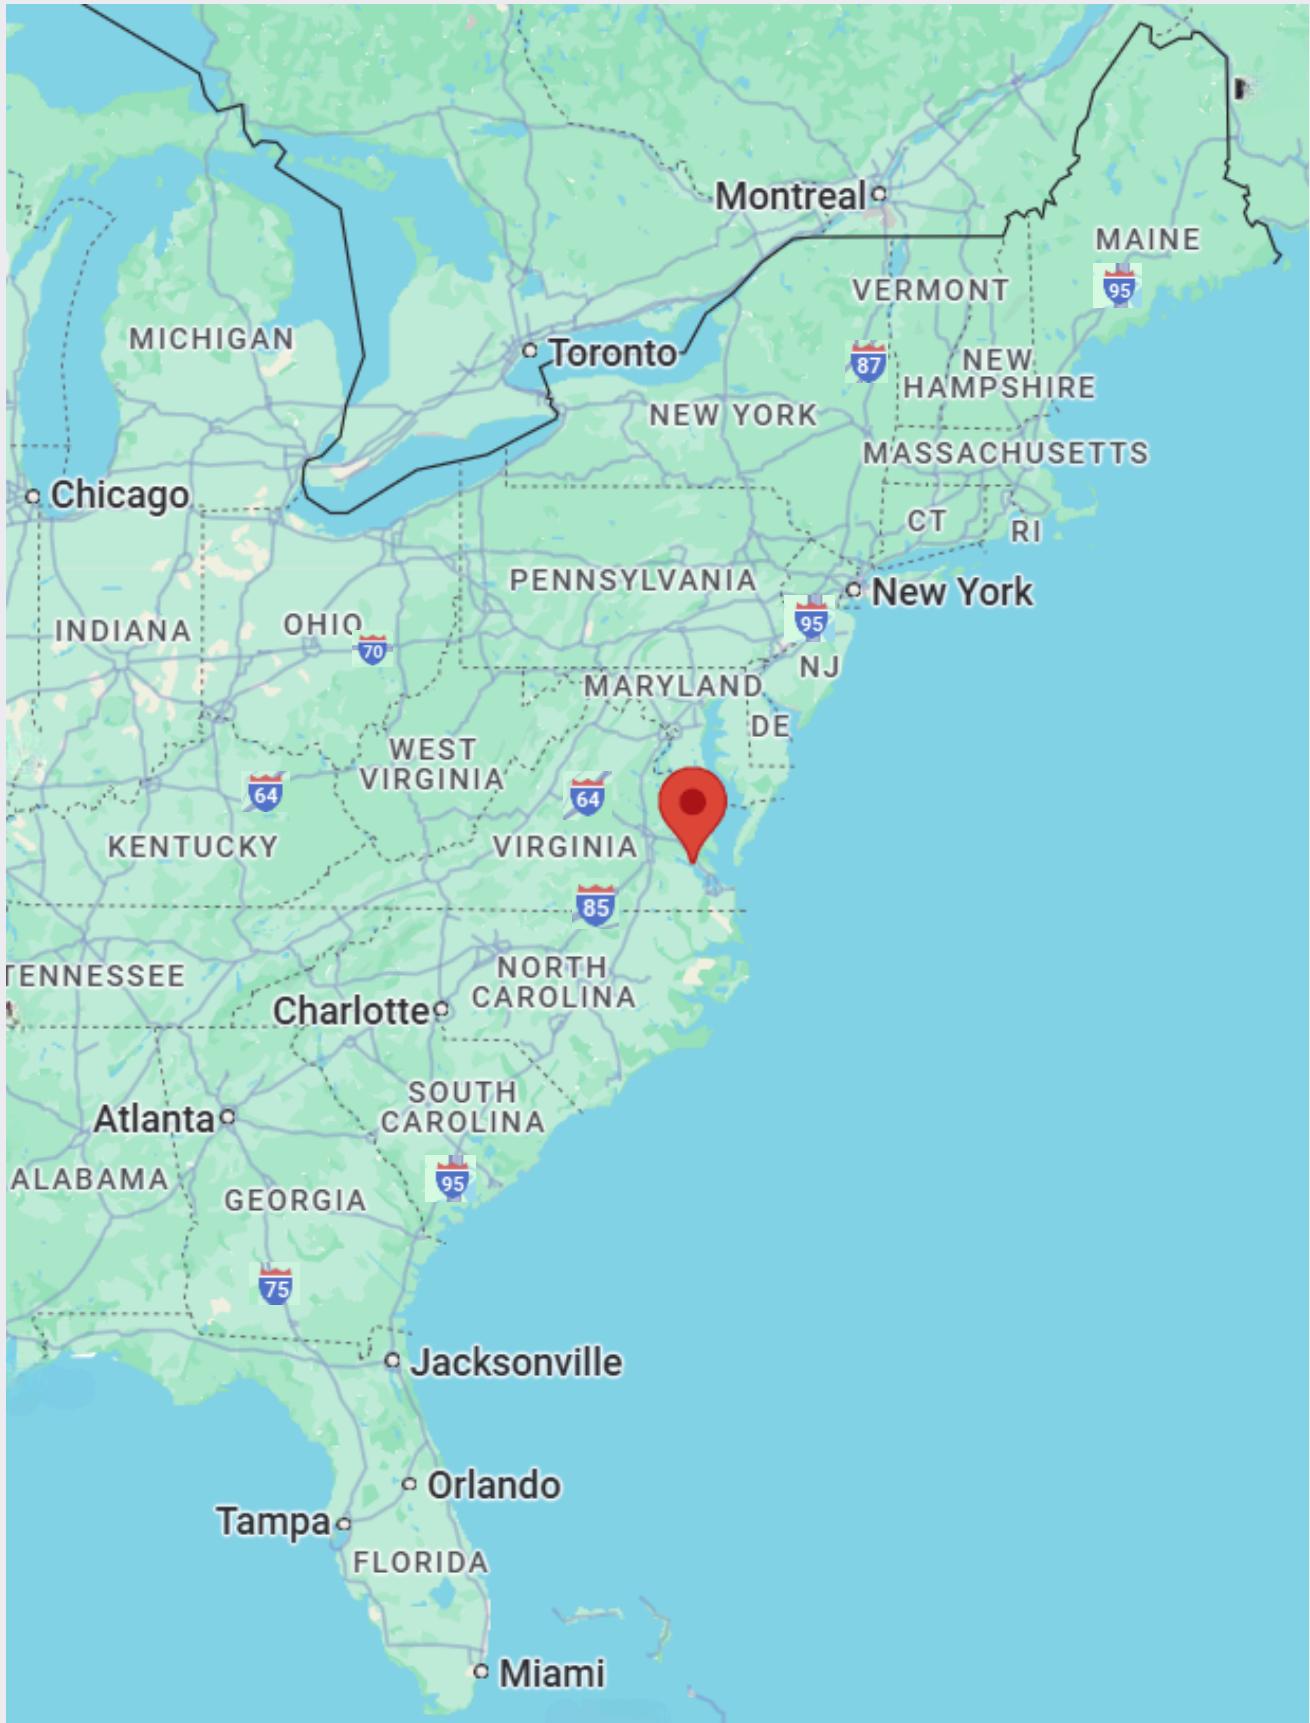 Montreal
MAINE
95
VERMONT
MICHIGAN
Toronto
87
NEW
HAMPSHIRE
NEW YORK
MASSACHUSETTS
Chicago
CT
RI
PENNSYLVANIA
New York
95
INDIANA
OHIO
70
NJ
MARYLAND
DE
WEST
VIRGINIA
64
64
KENTUCKY
VIRGINIA
85
TENNESSEE
NORTH
CAROLINA
Charlotte
SOUTH
CAROLINA
Atlanta
95
ALABAMA
GEORGIA
75
Jacksonville
Orlando
Tampa
FLORIDA
Miami